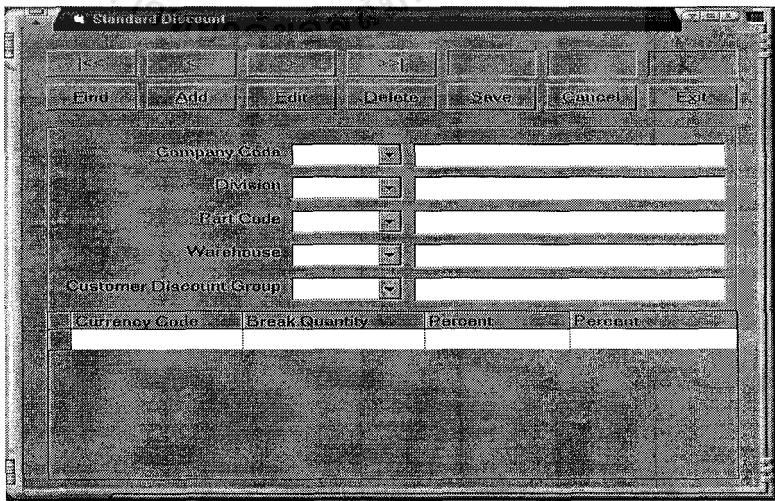 Standard Discount
|<< < > >>|
Find Add Edit Delete Save Cancel Exit
Company Code
Division
Part Code
Warehouse
Customer Discount Group
Currency Code Break Quantity Percent Percent